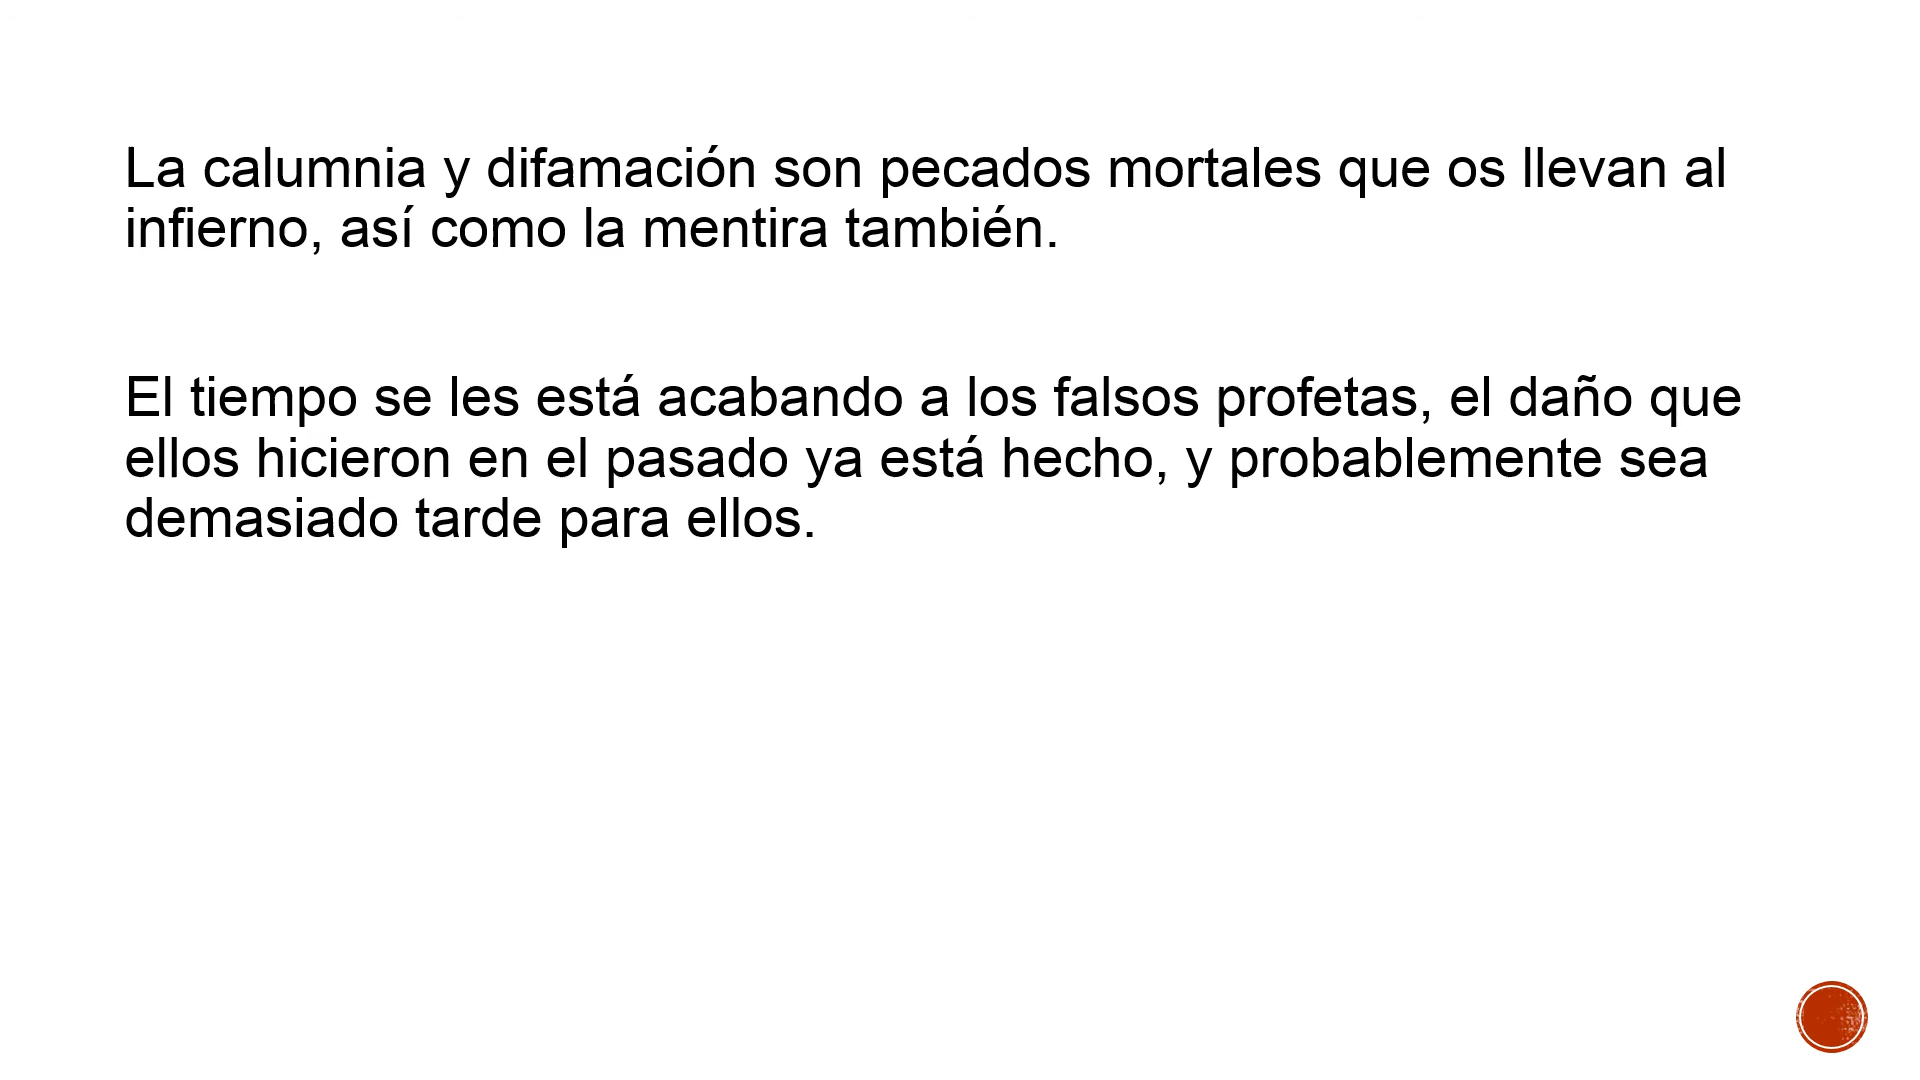 La calumnia y difamación son pecados mortales que os llevan al
infierno, así como la mentira también.
El tiempo se les está acabando a los falsos profetas, el daño que
ellos hicieron en el pasado ya está hecho, y probablemente sea
demasiado tarde para ellos.